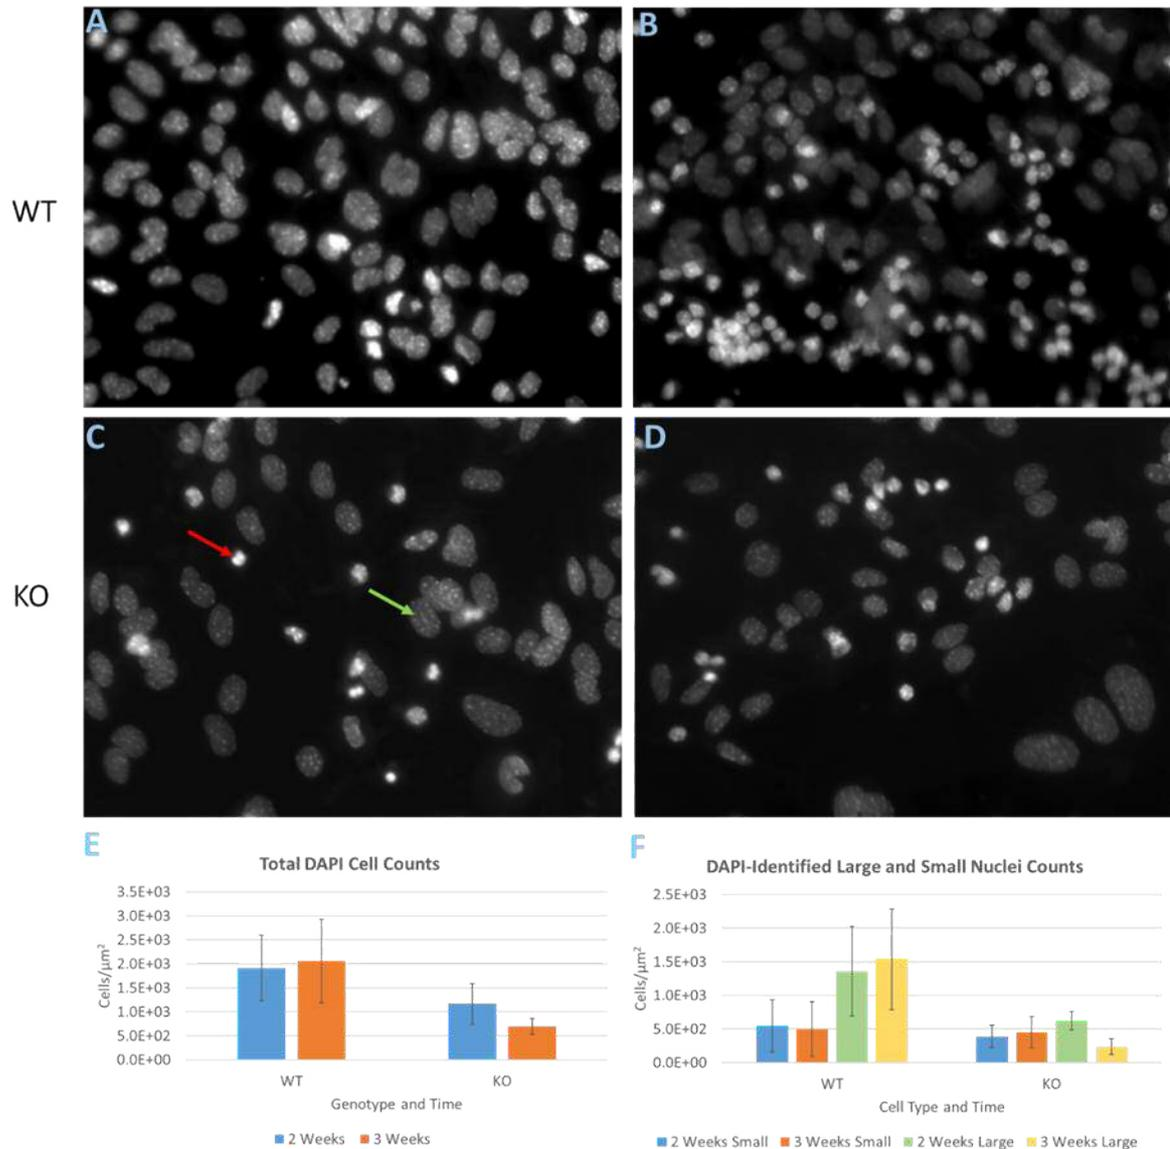 A
B
WT
C
D
KO
E
F
Total DAPI Cell Counts
3.5E+03
3.0E+03
2.5E+03
2.0E+03
1.5E+03
1.0E+03
5.0E+02
0.0E+00
Cells/µm²
WT
KO
Genotype and Time
2 Weeks
3 Weeks
DAPI-Identified Large and Small Nuclei Counts
2.5E+03
2.0E+03
1.5E+03
1.0E+03
5.0E+02
0.0E+00
Cells/µm²
WT
KO
Cell Type and Time
2 Weeks Small
3 Weeks Small
2 Weeks Large
3 Weeks Large